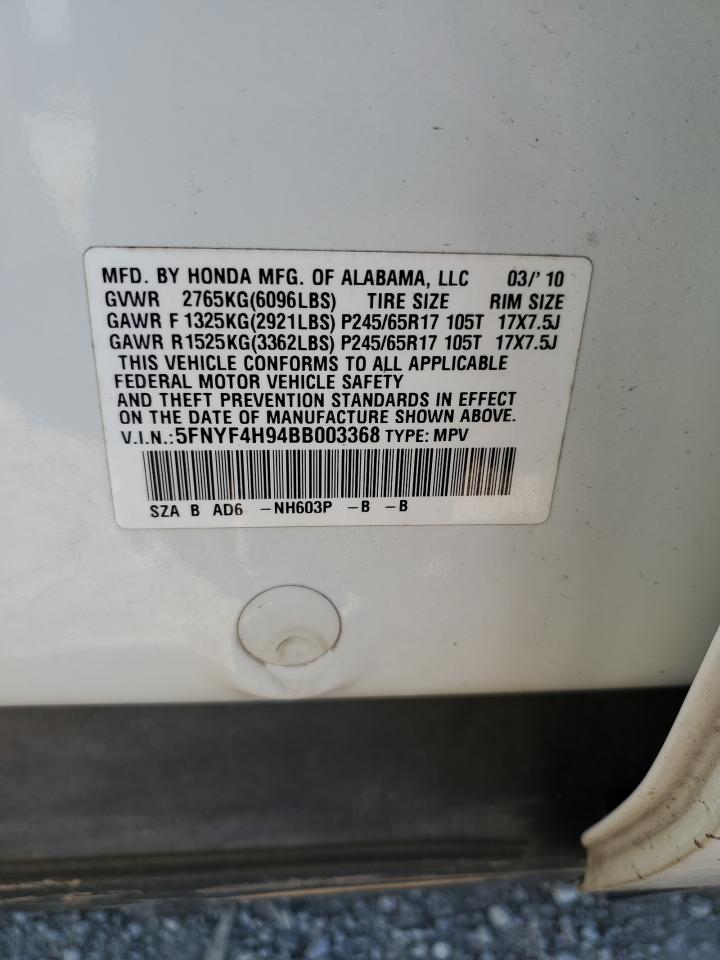 MFD. BY HONDA MFG. OF ALABAMA, LLC 03/'10
GVWR 2765KG(6096LBS) TIRE SIZE RIM SIZE
GAWR F 1325KG(2921LBS) P245/65R17 105T 17X7.5J
GAWR R1525KG(3362LBS) P245/65R17 105T 17X7.5J
THIS VEHICLE CONFORMS TO ALL APPLICABLE
FEDERAL MOTOR VEHICLE SAFETY
AND THEFT PREVENTION STANDARDS IN EFFECT
ON THE DATE OF MANUFACTURE SHOWN ABOVE.
V.I.N.:5FNYF4H94BB003368 TYPE: MPV
SZA B AD6 -NH603P -B -B